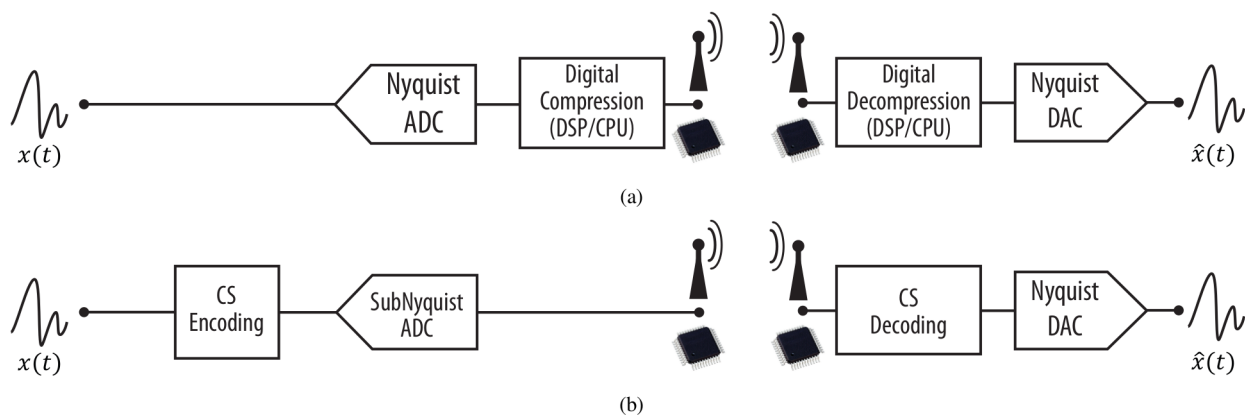 Nyquist
ADC
Digital
Compression
(DSP/CPU)
Digital
Decompression
(DSP/CPU)
Nyquist
DAC
x(t)
x̂(t)
(a)
CS
Encoding
SubNyquist
ADC
CS
Decoding
Nyquist
DAC
x(t)
x̂(t)
(b)